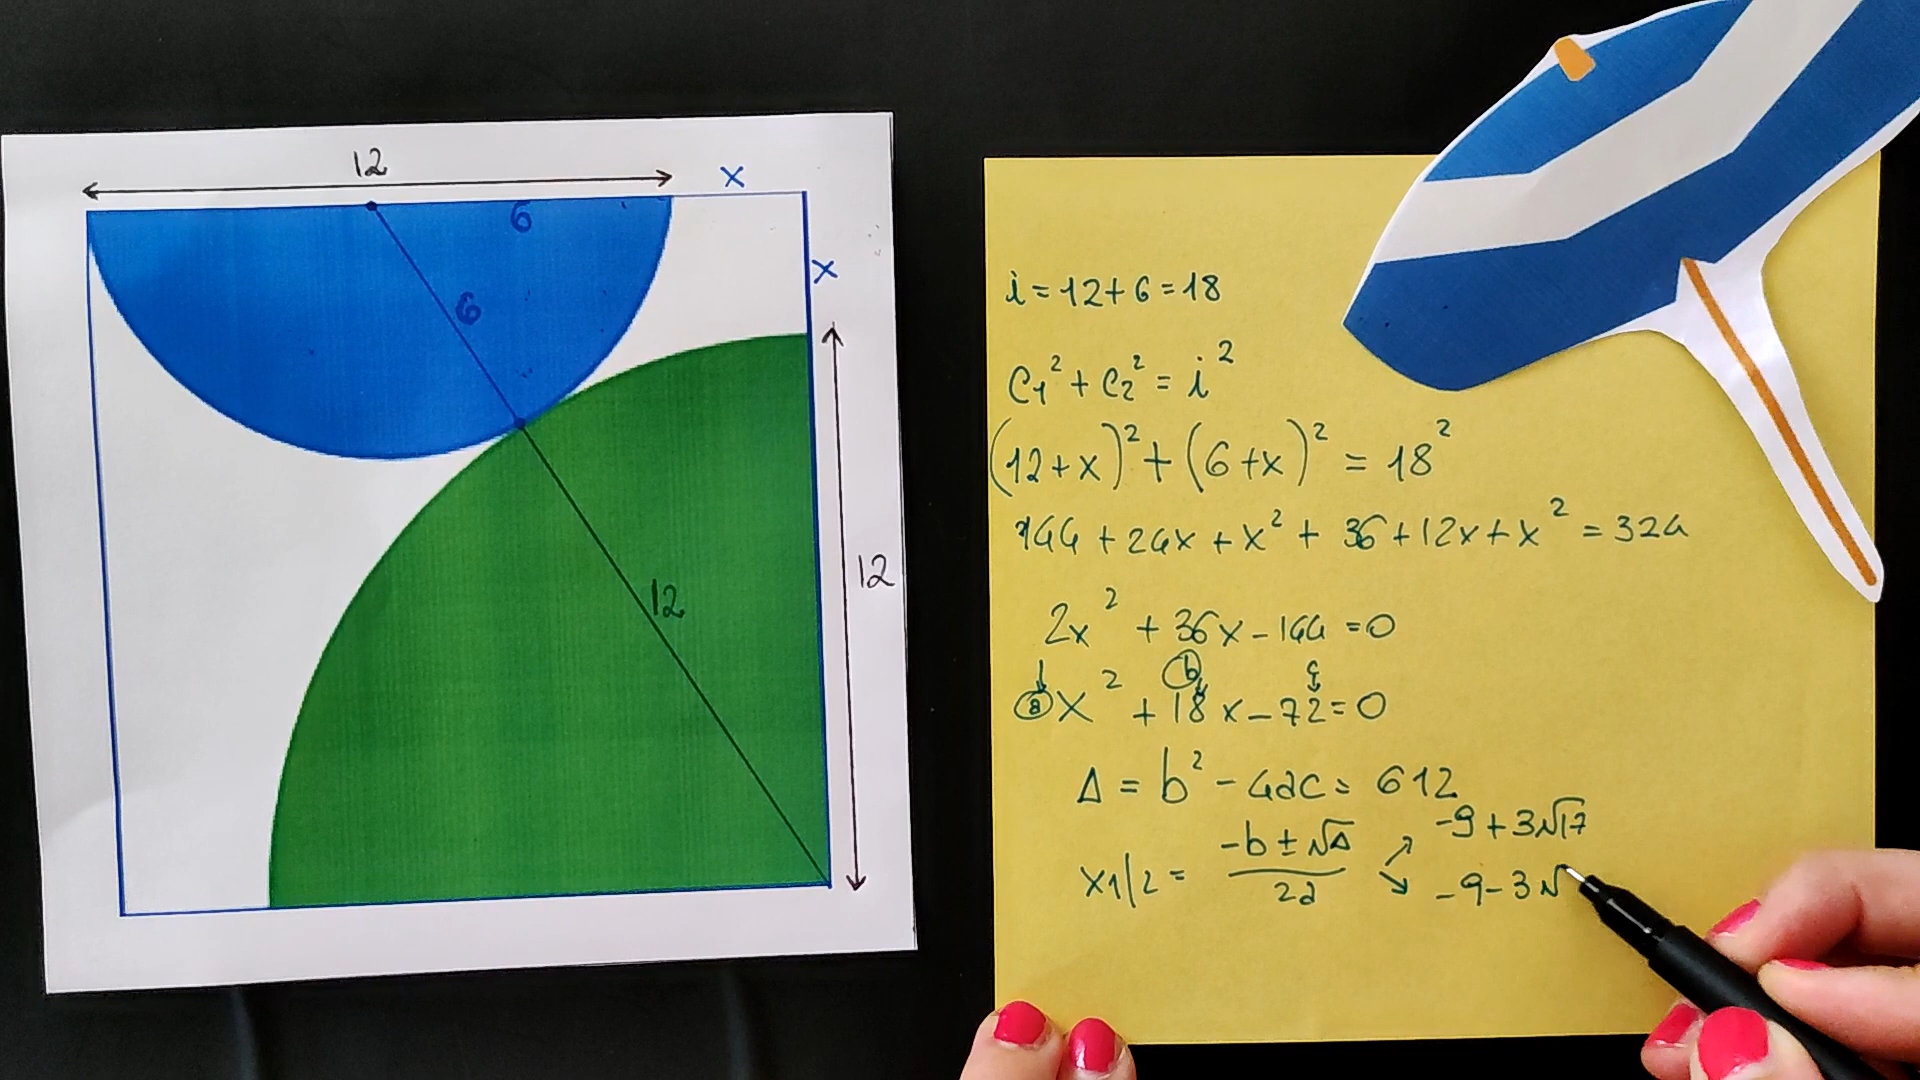 12
x
6
x
6
12
12
i = 12 + 6 = 18
C₁² + C₂² = i²
(12 + x)² + (6 + x)² = 18²
144 + 24x + x² + 36 + 12x + x² = 324
2x² + 36x - 144 = 0
b c
a x² + 18x - 72 = 0
Δ = b² - 4ac = 612
-9 + 3√17
x1/2 = (-b ± √Δ) / 2a
-9 - 3√